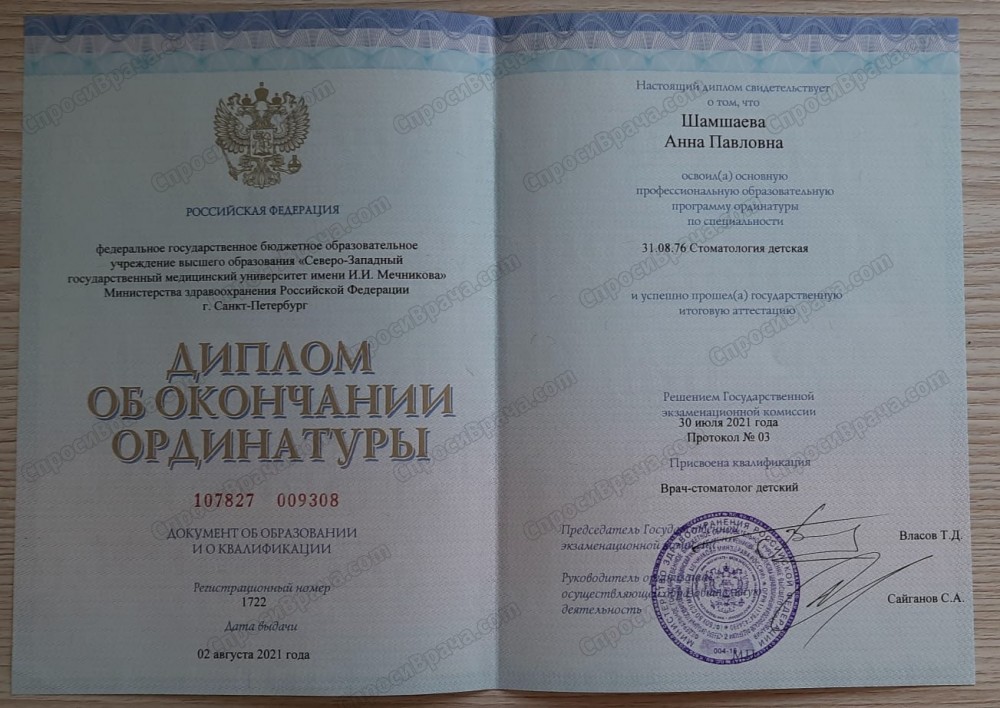 РОССИЙСКАЯ ФЕДЕРАЦИЯ
федеральное государственное бюджетное образовательное
учреждение высшего образования «Северо-Западный
государственный медицинский университет имени И.И. Мечникова»
Министерства здравоохранения Российской Федерации
г. Санкт-Петербург
ДИПЛОМ
ОБ ОКОНЧАНИИ
ОРДИНАТУРЫ
107827 009308
ДОКУМЕНТ ОБ ОБРАЗОВАНИИ
И О КВАЛИФИКАЦИИ
Регистрационный номер
1722
Дата выдачи
02 августа 2021 года
Настоящий диплом свидетельствует
о том, что
Шамшаева
Анна Павловна
освоил(а) основную
профессиональную образовательную
программу ординатуры
по специальности
31.08.76 Стоматология детская
и успешно прошел(а) государственную
итоговую аттестацию
Решением Государственной
экзаменационной комиссии
30 июля 2021 года
Протокол № 03
Присвоена квалификация
Врач-стоматолог детский
Председатель
экзаменационной
Власов Т.Д.
Руководитель
осуществляющей образовательную
деятельность
Сайганов С.А.
М.П.
СпросиВрача.com